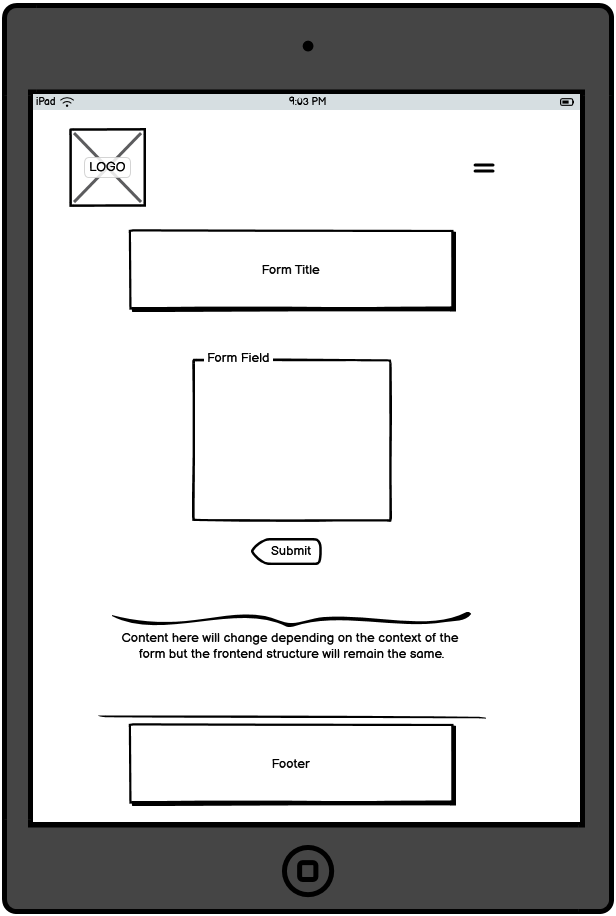 iPad 9:03 PM
LOGO
Form Title
Form Field
Submit
Content here will change depending on the context of the
form but the frontend structure will remain the same.
Footer